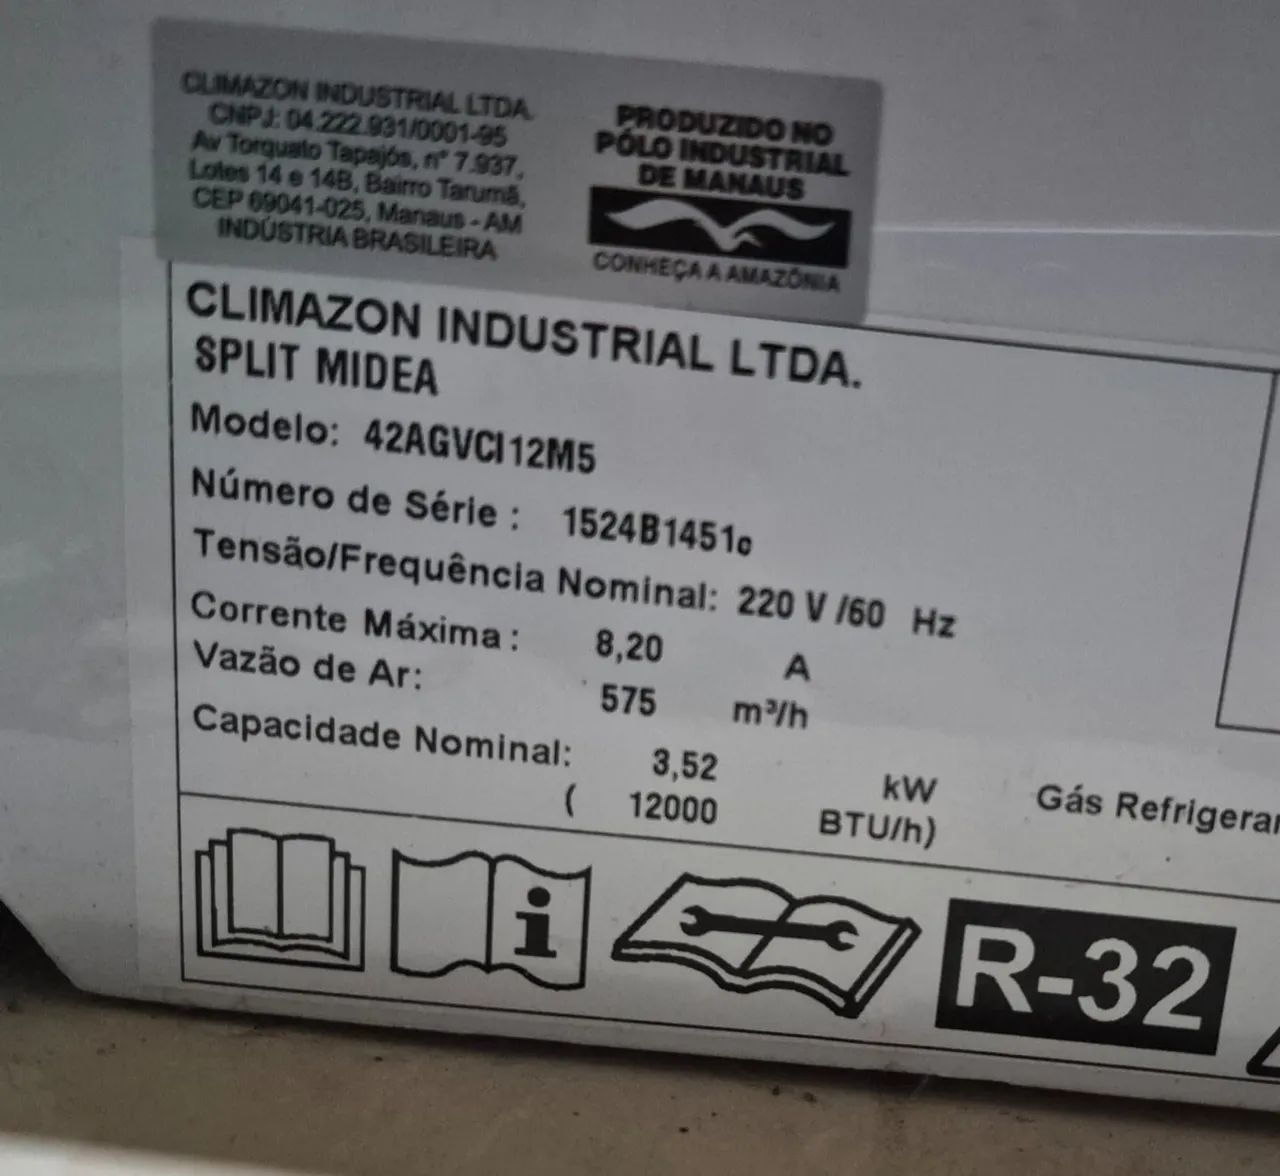 CLIMAZON INDUSTRIAL LTDA.
CNPJ: 04.222.931/0001-95
Av Torquato Tapajós, n° 7.937,
Lotes 14 e 14B, Bairro Tarumã,
CEP 69041-025, Manaus - AM
INDÚSTRIA BRASILEIRA
PRODUZIDO NO
PÓLO INDUSTRIAL
DE MANAUS
CONHEÇA A AMAZÔNIA
CLIMAZON INDUSTRIAL LTDA.
SPLIT MIDEA
Modelo: 42AGVCI12M5
Número de Série : 1524B1451c
Tensão/Frequência Nominal: 220 V /60 Hz
Corrente Máxima : 8,20 A
Vazão de Ar: 575 m³/h
Capacidade Nominal: 3,52 kW
( 12000 BTU/h)
Gás Refrigeran
i
R-32